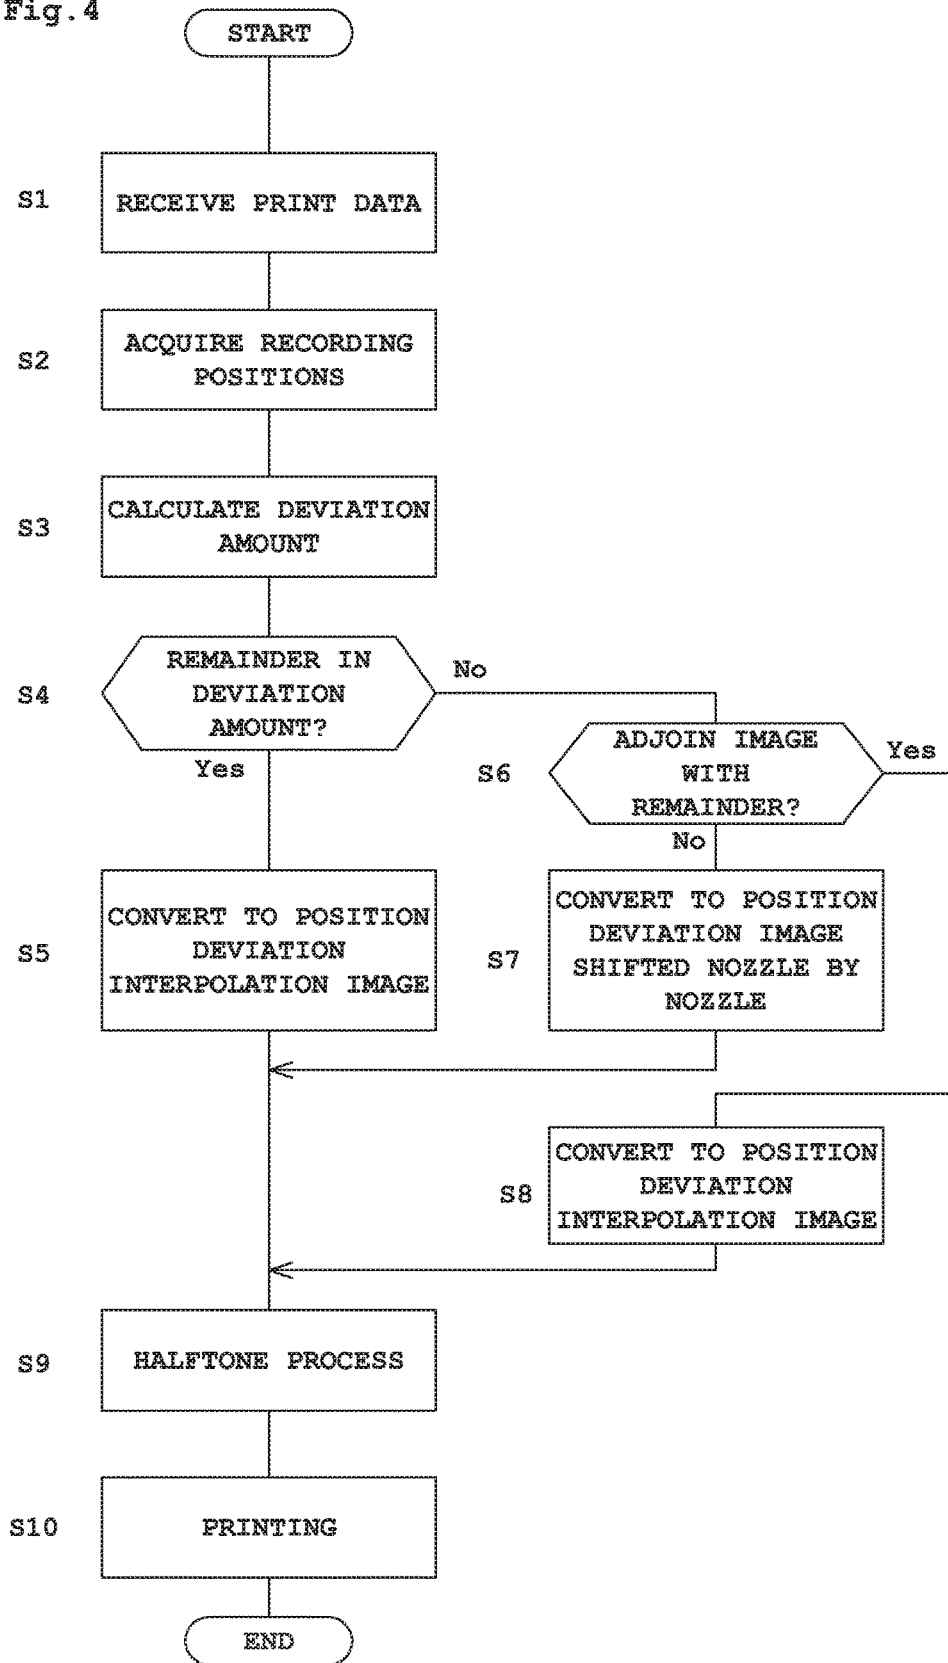 Fig.4
START
S1
RECEIVE PRINT DATA
S2
ACQUIRE RECORDING
POSITIONS
S3
CALCULATE DEVIATION
AMOUNT
S4
REMAINDER IN
DEVIATION
AMOUNT?
No
Yes
S6
ADJOIN IMAGE
WITH
REMAINDER?
Yes
No
S5
CONVERT TO POSITION
DEVIATION
INTERPOLATION IMAGE
S7
CONVERT TO POSITION
DEVIATION IMAGE
SHIFTED NOZZLE BY
NOZZLE
S8
CONVERT TO POSITION
DEVIATION
INTERPOLATION IMAGE
S9
HALFTONE PROCESS
S10
PRINTING
END